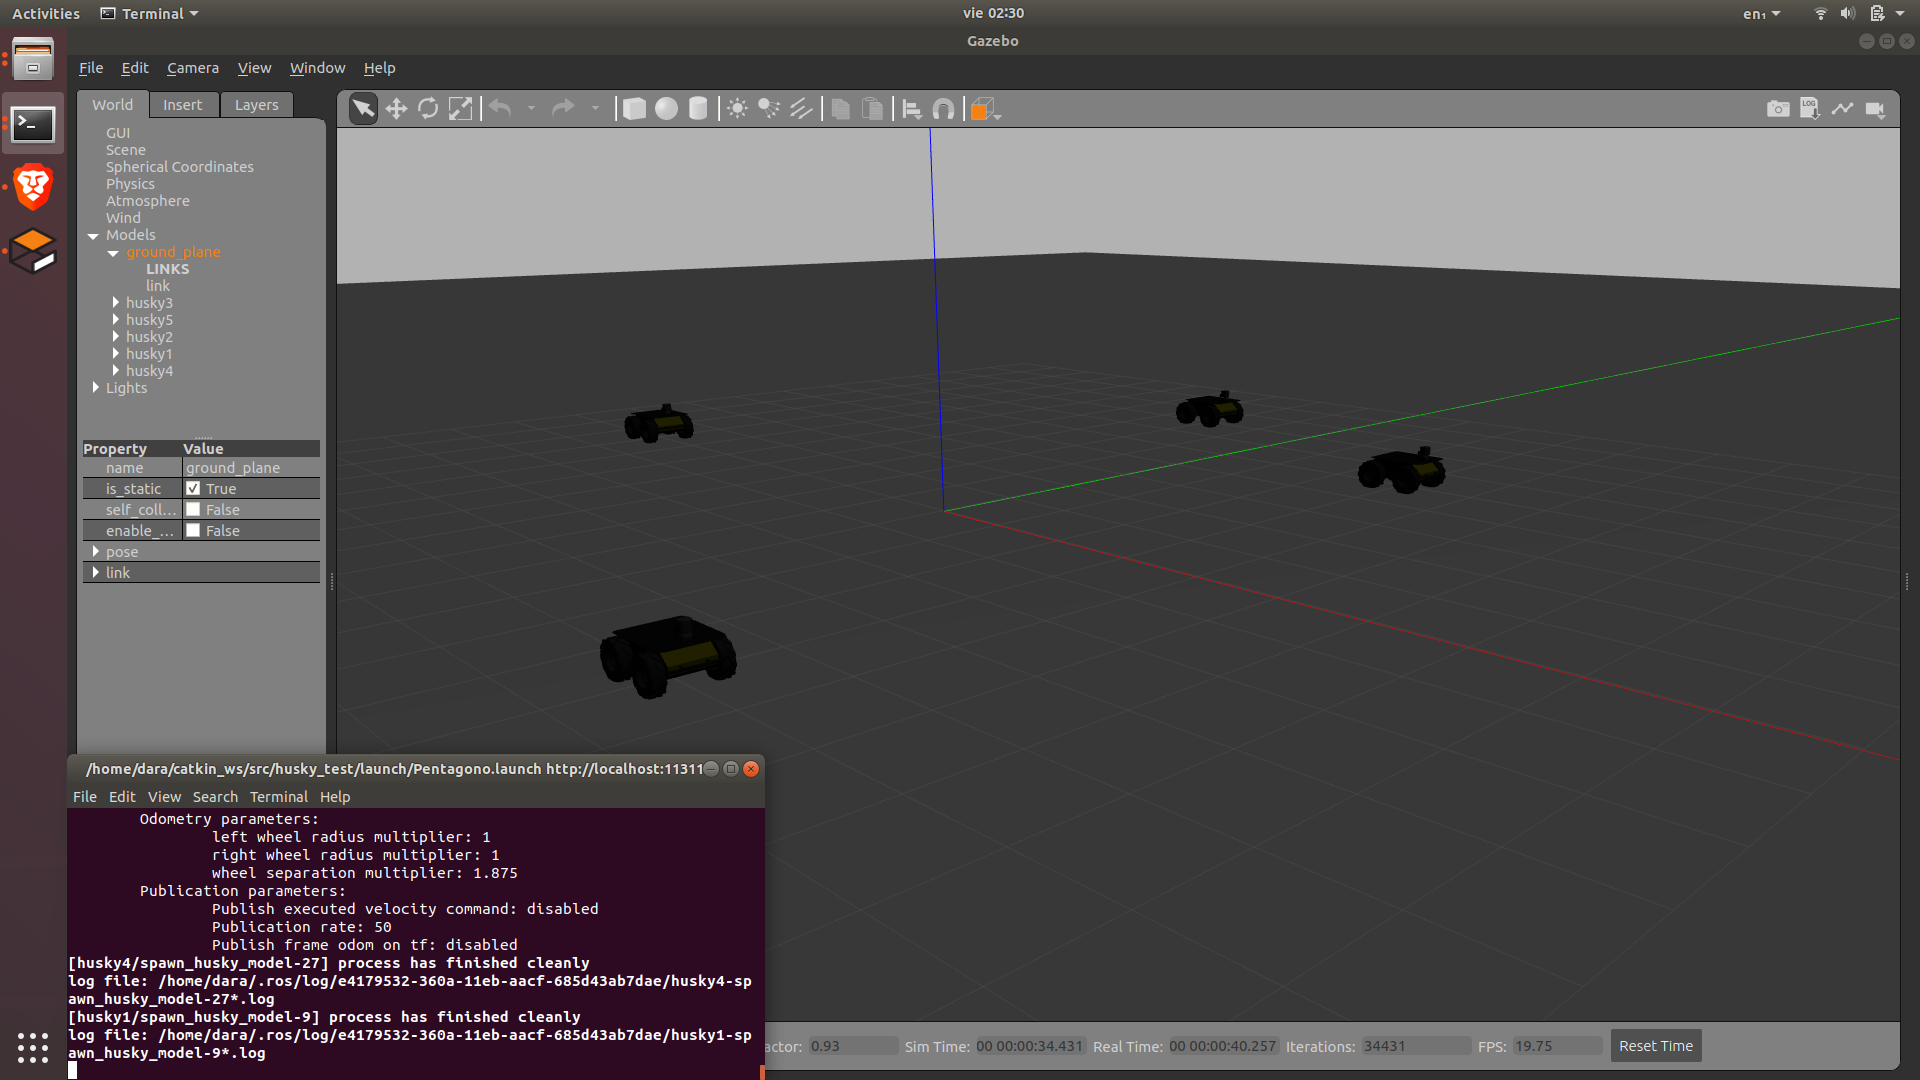 Activities Terminal vie 02:30 en₁
Gazebo
File Edit Camera View Window Help
World Insert Layers
GUI
Scene
Spherical Coordinates
Physics
Atmosphere
Wind
Models
ground_plane
LINKS
link
husky3
husky5
husky2
husky1
husky4
Lights
Property Value
name ground_plane
is_static True
self_coll... False
enable_... False
pose
link
LOG
/home/dara/catkin_ws/src/husky_test/launch/Pentagono.launch http://localhost:11311
File Edit View Search Terminal Help
Odometry parameters:
left wheel radius multiplier: 1
right wheel radius multiplier: 1
wheel separation multiplier: 1.875
Publication parameters:
Publish executed velocity command: disabled
Publication rate: 50
Publish frame odom on tf: disabled
[husky4/spawn_husky_model-27] process has finished cleanly
log file: /home/dara/.ros/log/e4179532-360a-11eb-aacf-685d43ab7dae/husky4-sp
awn_husky_model-27*.log
[husky1/spawn_husky_model-9] process has finished cleanly
log file: /home/dara/.ros/log/e4179532-360a-11eb-aacf-685d43ab7dae/husky1-sp
awn_husky_model-9*.log
actor: 0.93 Sim Time: 00 00:00:34.431 Real Time: 00 00:00:40.257 Iterations: 34431 FPS: 19.75 Reset Time